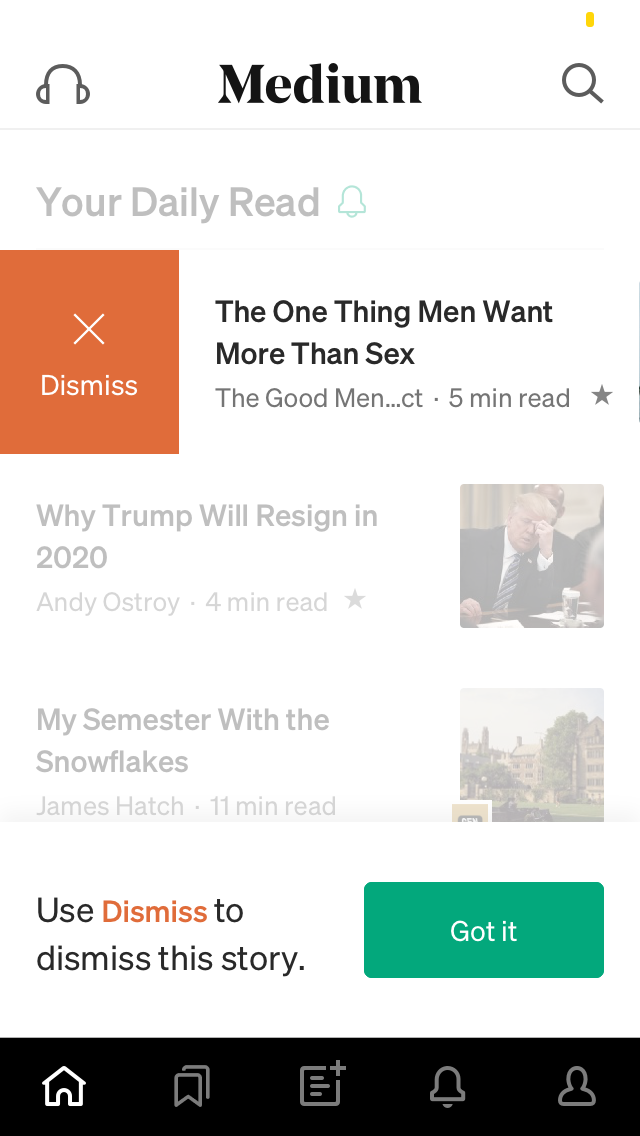 Medium
Your Daily Read
The One Thing Men Want
More Than Sex
Dismiss
The Good Men...ct · 5 min read ★
Why Trump Will Resign in
2020
Andy Ostroy · 4 min read ★
My Semester With the
Snowflakes
James Hatch · 11 min read
Use Dismiss to
dismiss this story.
Got it